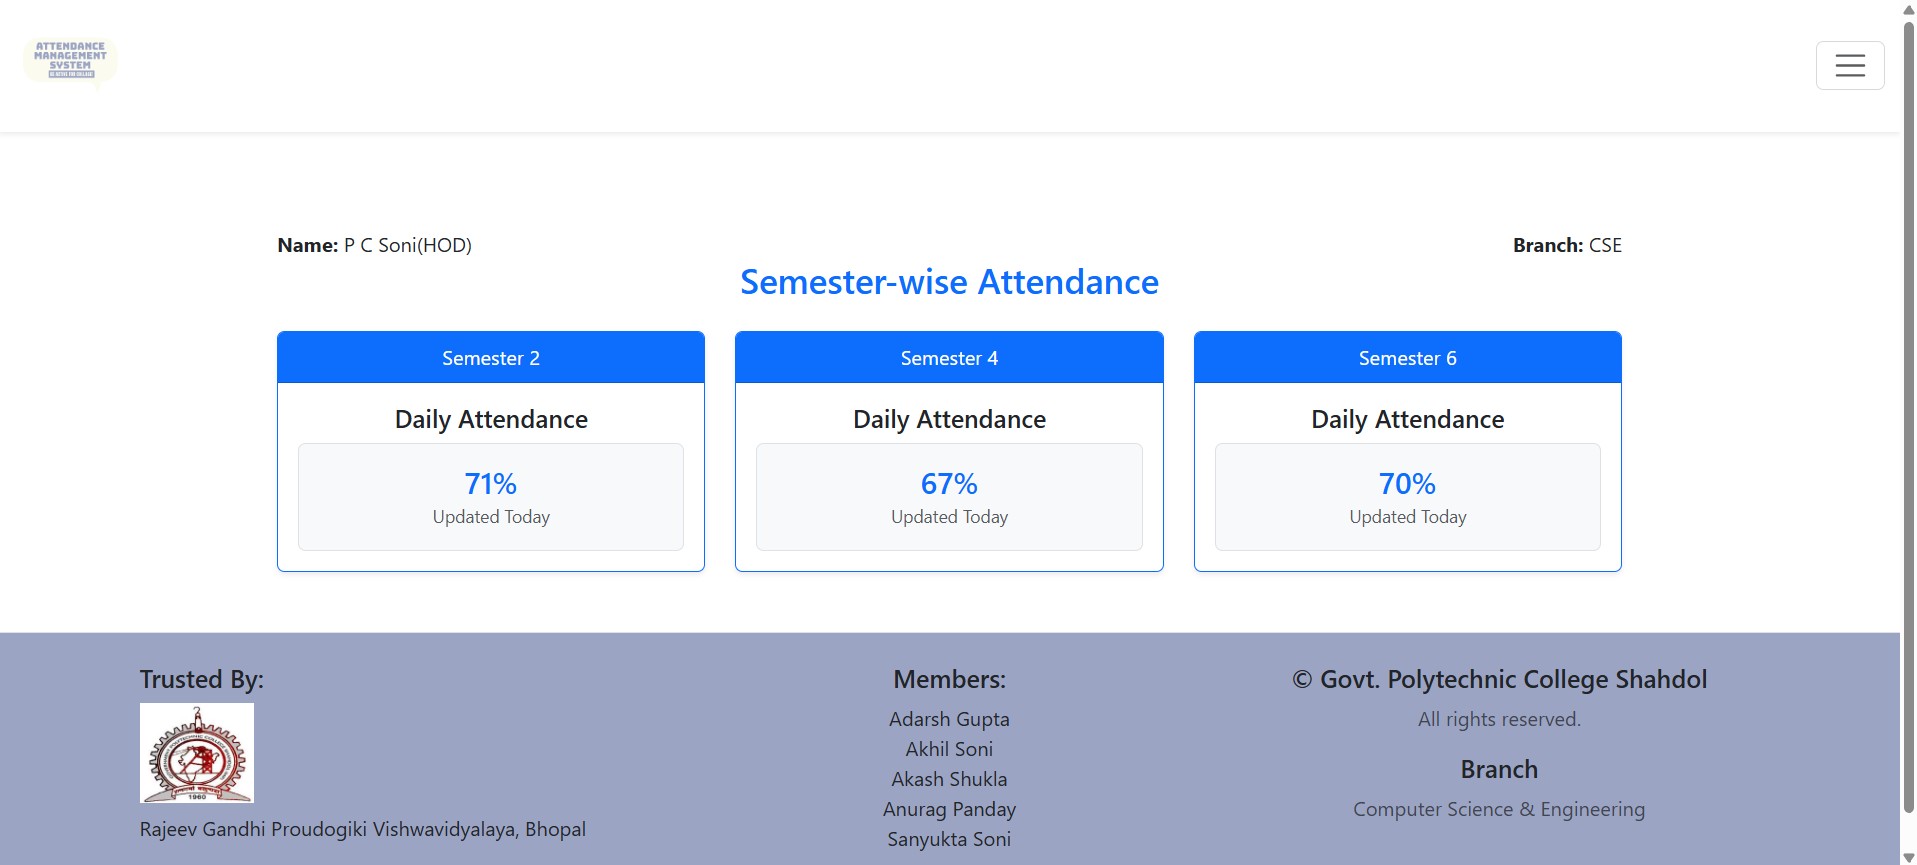 ATTENDANCE
MANAGEMENT
SYSTEM
Name: P C Soni(HOD)
Branch: CSE
Semester-wise Attendance
Semester 2
Daily Attendance
71%
Updated Today
Semester 4
Daily Attendance
67%
Updated Today
Semester 6
Daily Attendance
70%
Updated Today
Trusted By:
1960
Rajeev Gandhi Proudogiki Vishwavidyalaya, Bhopal
Members:
Adarsh Gupta
Akhil Soni
Akash Shukla
Anurag Panday
Sanyukta Soni
© Govt. Polytechnic College Shahdol
All rights reserved.
Branch
Computer Science & Engineering